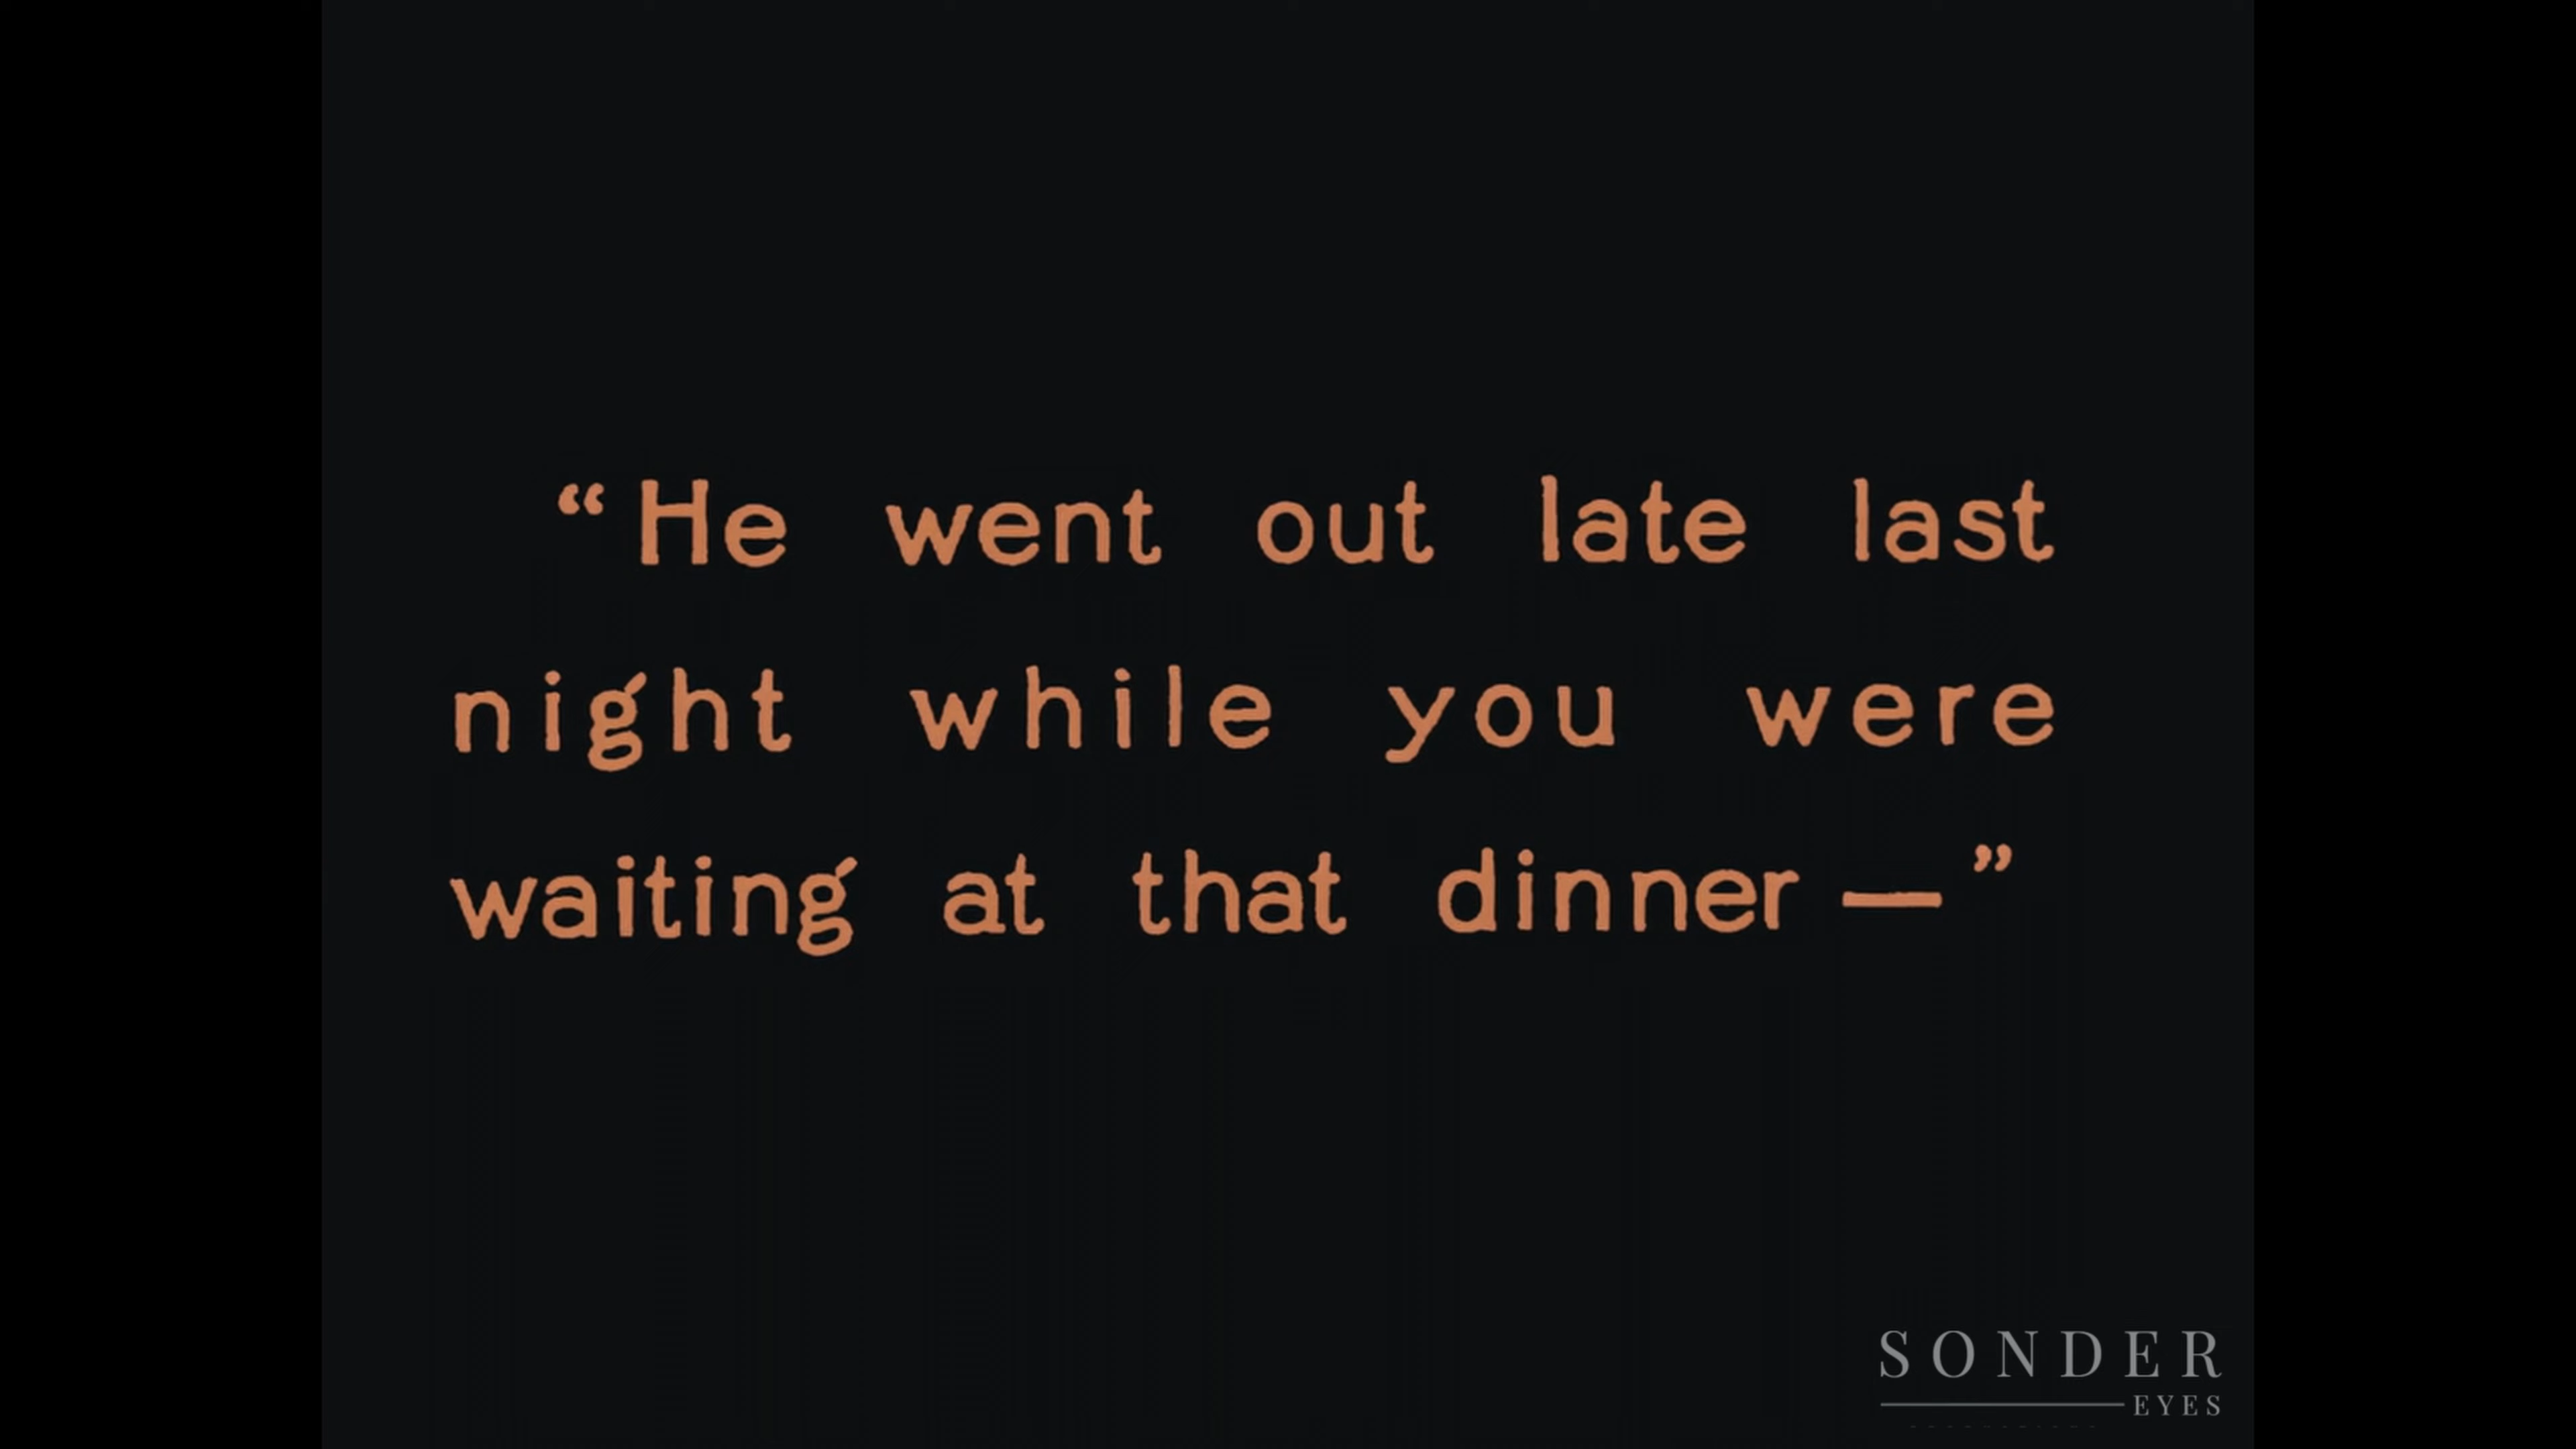 “He went out late last
night while you were
waiting at that dinner—”
SONDER
EYES